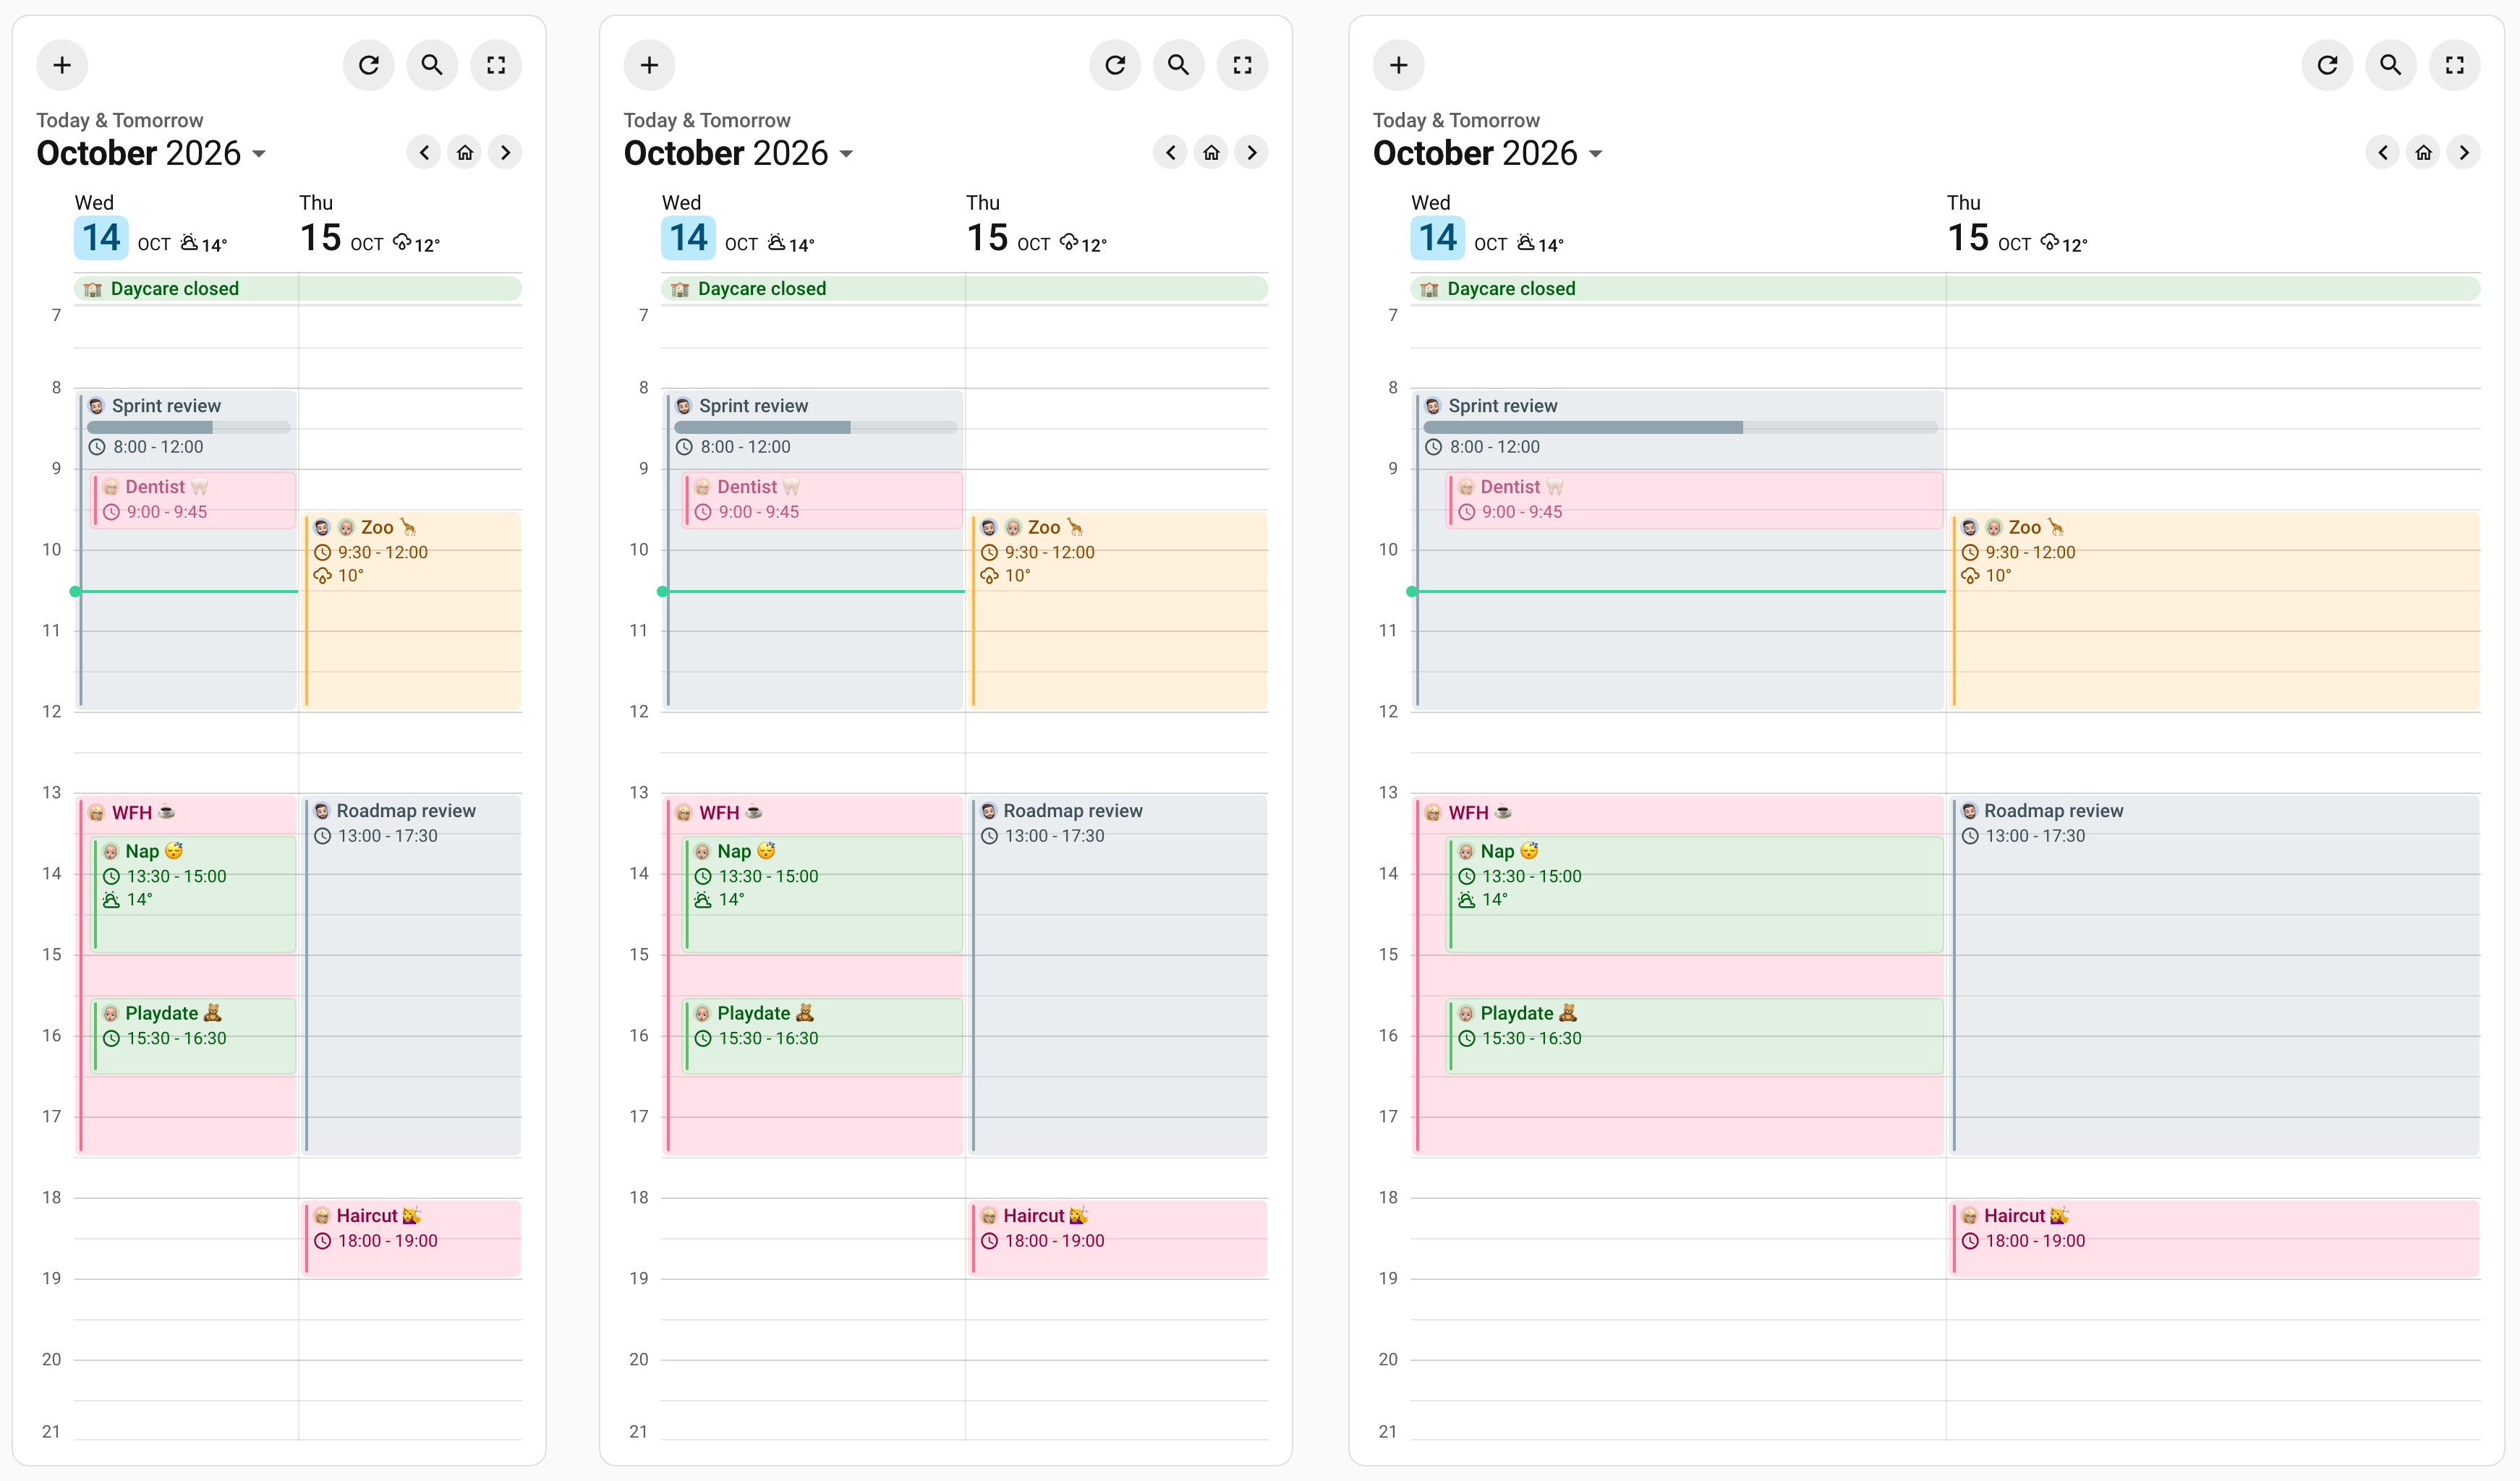 Today & Tomorrow
October 2026
Wed
Thu
14 OCT 14°
15 OCT 12°
Daycare closed
7
8
Sprint review
8:00 - 12:00
9
Dentist
9:00 - 9:45
Zoo
9:30 - 12:00
10°
10
11
12
13
WFH
Roadmap review
13:00 - 17:30
Nap
13:30 - 15:00
14°
14
15
Playdate
15:30 - 16:30
16
17
18
Haircut
18:00 - 19:00
19
20
21
Today & Tomorrow
October 2026
Wed
Thu
14 OCT 14°
15 OCT 12°
Daycare closed
7
8
Sprint review
8:00 - 12:00
9
Dentist
9:00 - 9:45
Zoo
9:30 - 12:00
10°
10
11
12
13
WFH
Roadmap review
13:00 - 17:30
Nap
13:30 - 15:00
14°
14
15
Playdate
15:30 - 16:30
16
17
18
Haircut
18:00 - 19:00
19
20
21
Today & Tomorrow
October 2026
Wed
Thu
14 OCT 14°
15 OCT 12°
Daycare closed
7
8
Sprint review
8:00 - 12:00
9
Dentist
9:00 - 9:45
Zoo
9:30 - 12:00
10°
10
11
12
13
WFH
Roadmap review
13:00 - 17:30
Nap
13:30 - 15:00
14°
14
15
Playdate
15:30 - 16:30
16
17
18
Haircut
18:00 - 19:00
19
20
21